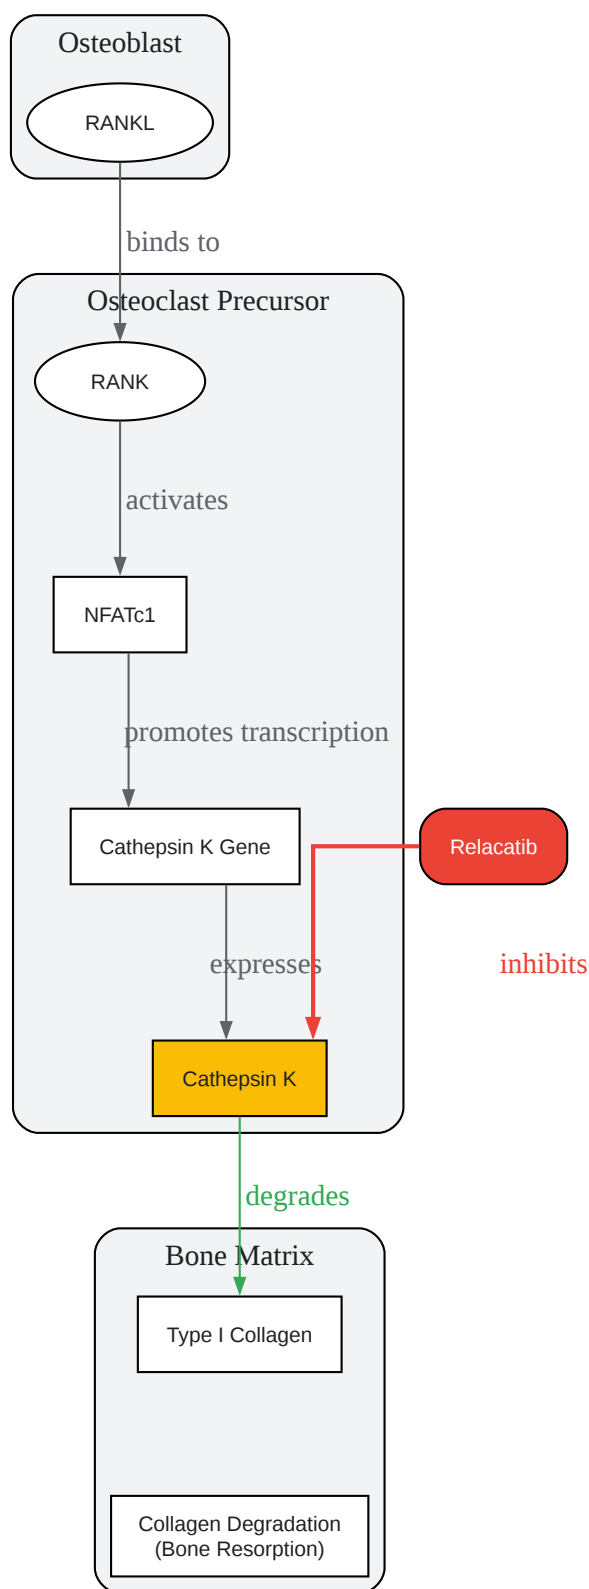 Osteoblast
RANKL
binds to
Osteoclast Precursor
RANK
activates
NFATc1
promotes transcription
Cathepsin K Gene
Relacatib
expresses
inhibits
Cathepsin K
degrades
Bone Matrix
Type I Collagen
Collagen Degradation
(Bone Resorption)